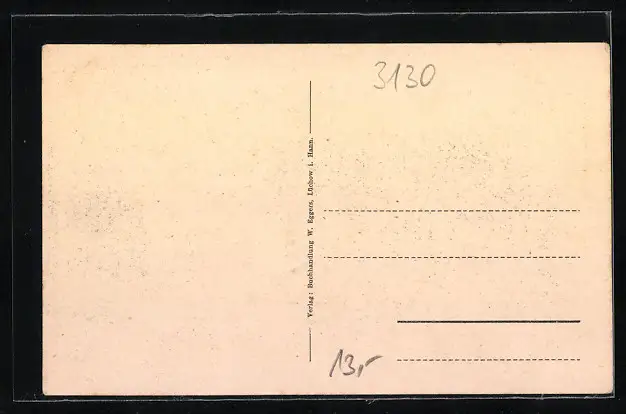 3130
Verlag: Buchhandlung W. Eggers, Lüchow i. Hann.
13,-